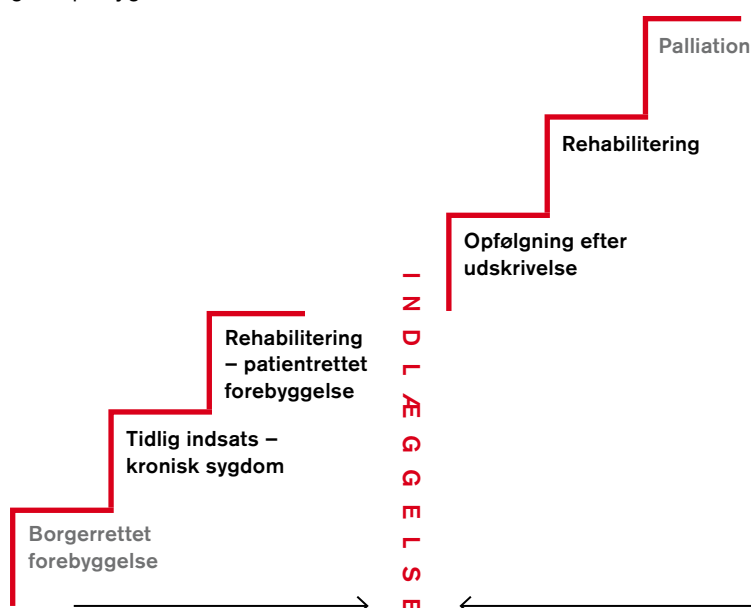 Palliation
Rehabilitering
Opfølgning efter
udskrivelse
INDLÆGGELSE
Rehabilitering
– patientrettet
forebyggelse
Tidlig indsats –
kronisk sygdom
Borgerrettet
forebyggelse